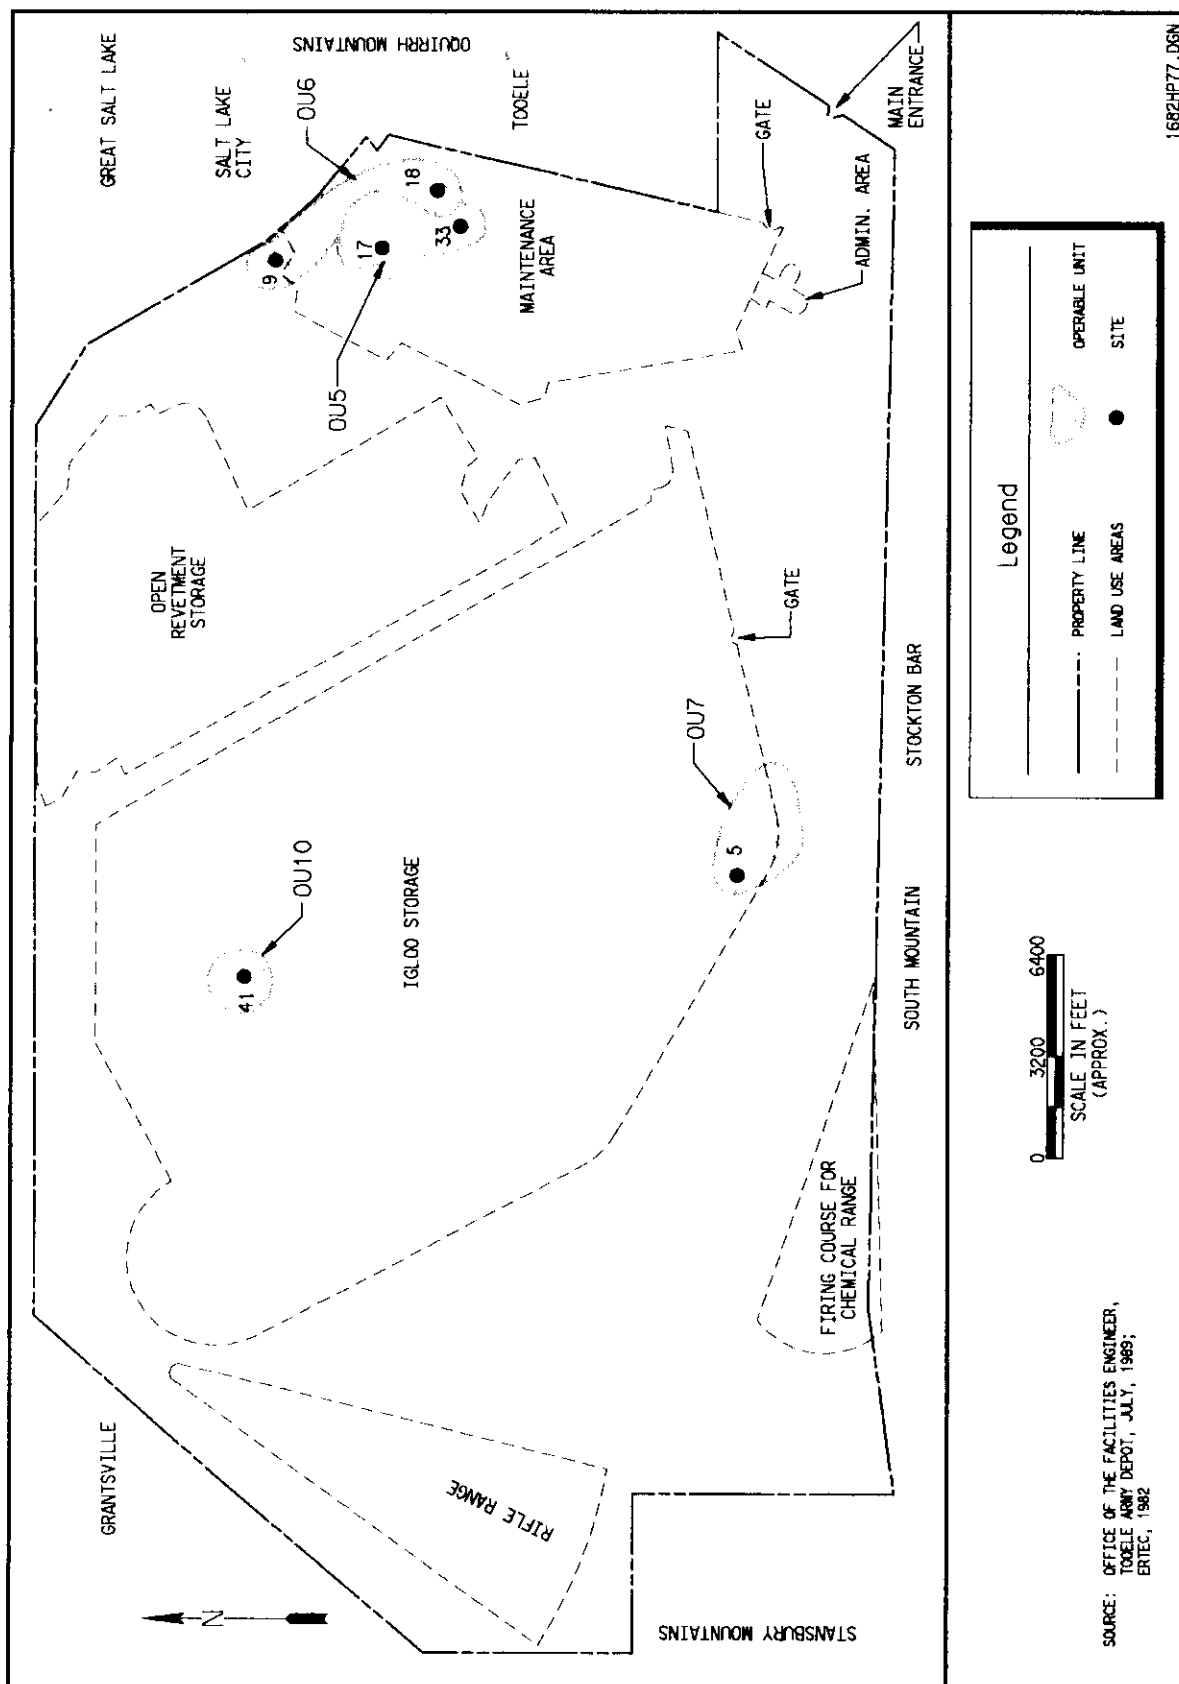 GREAT SALT LAKE
SALT LAKE
CITY
OQUIRRH MOUNTAINS
TOOELE
OU6
9
17
18
33
OU5
MAINTENANCE
AREA
GATE
ADMIN. AREA
MAIN
ENTRANCE
OPEN
REVETMENT
STORAGE
GATE
OU7
5
OU10
41
IGLOO STORAGE
STOCKTON BAR
SOUTH MOUNTAIN
FIRING COURSE FOR
CHEMICAL RANGE
RIFLE RANGE
GRANTSVILLE
STANSBURY MOUNTAINS
N
Legend
PROPERTY LINE
OPERABLE UNIT
LAND USE AREAS
SITE
0 3200 6400
SCALE IN FEET
(APPROX.)
SOURCE: OFFICE OF THE FACILITIES ENGINEER,
TOOELE ARMY DEPOT, JULY, 1989;
ERTEC, 1982
1682HP77.DGN